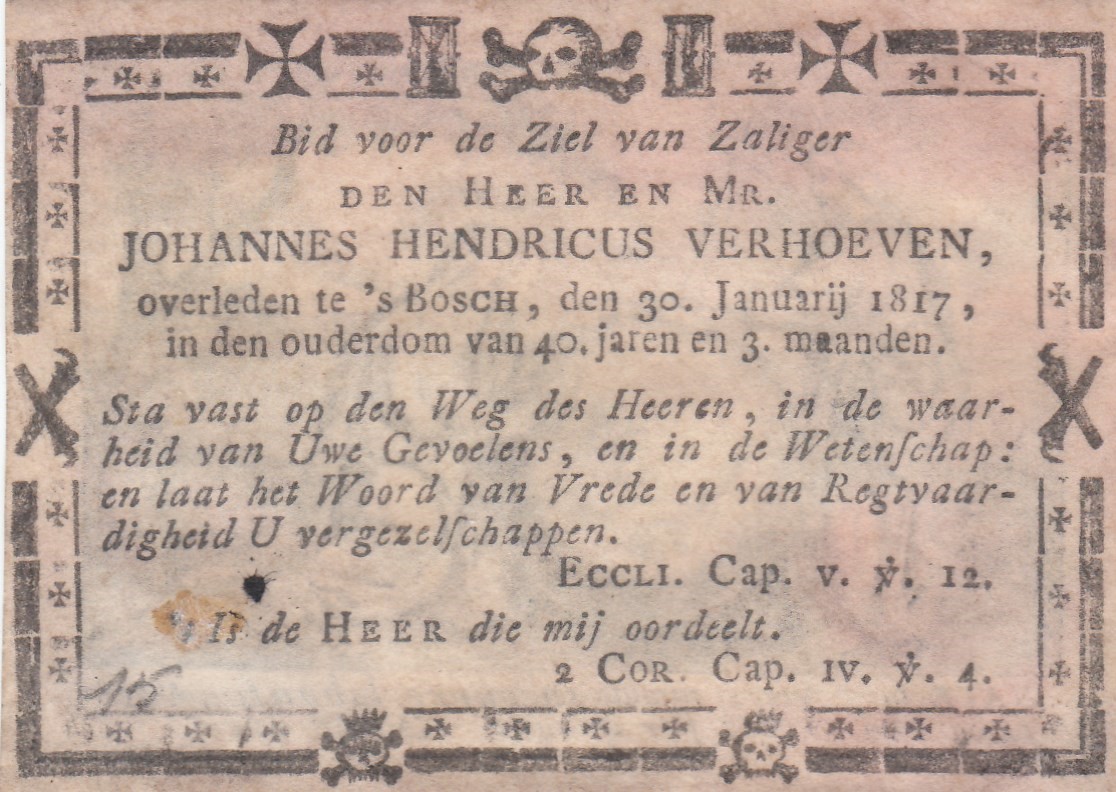 Bid voor de Ziel van Zaliger
DEN HEER EN MR.
JOHANNES HENDRICUS VERHOEVEN,
overleden te 's BOSCH, den 30. Januarij 1817,
in den ouderdom van 40. jaren en 3. maanden.
Sta vast op den Weg des Heeren, in de waar-
heid van Uwe Gevoelens, en in de Wetenſchap:
en laat het Woord van Vrede en van Regtvaar-
digheid U vergezelſchappen.
ECCLI. Cap. V. ℣. 12.
't Is de HEER die mij oordeelt.
2 COR. Cap. IV. ℣. 4.
15